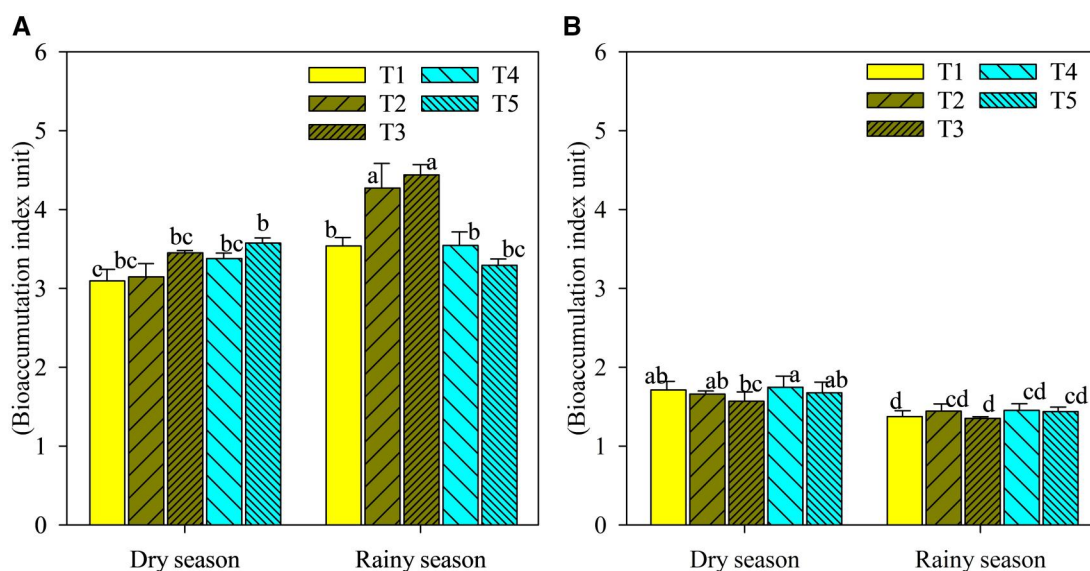 A
(Bioaccumutation index unit)
6
5
4
3
2
1
0
T1
T4
T2
T5
T3
c
bc
bc
bc
b
b
a
a
b
bc
Dry season
Rainy season
B
(Bioaccumulation index unit)
6
5
4
3
2
1
0
T1
T4
T2
T5
T3
ab
ab
bc
a
ab
d
cd
d
cd
cd
Dry season
Rainy season